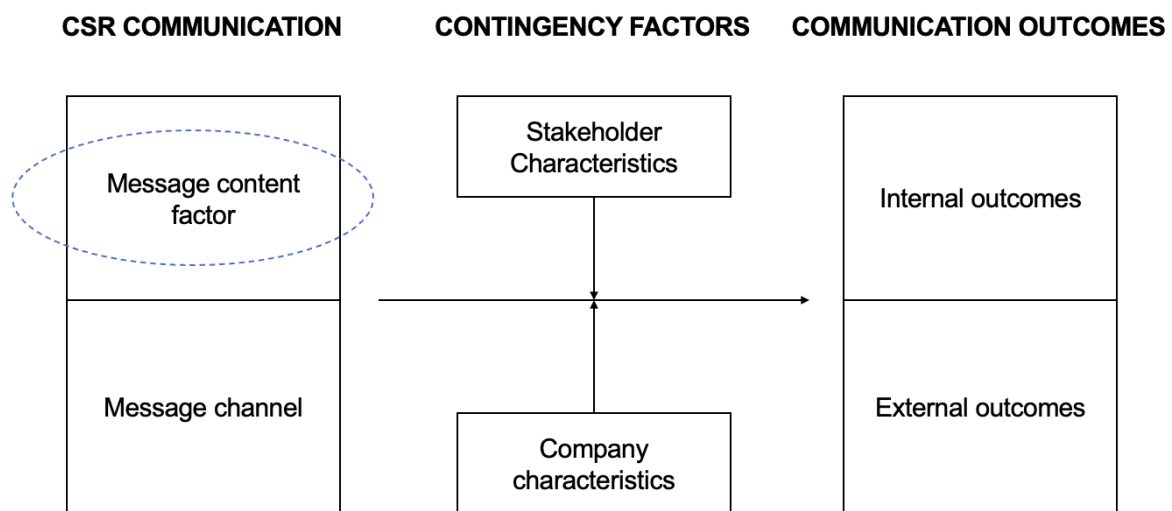 CSR COMMUNICATION
CONTINGENCY FACTORS
COMMUNICATION OUTCOMES
Message content
factor
Message channel
Stakeholder
Characteristics
Company
characteristics
Internal outcomes
External outcomes